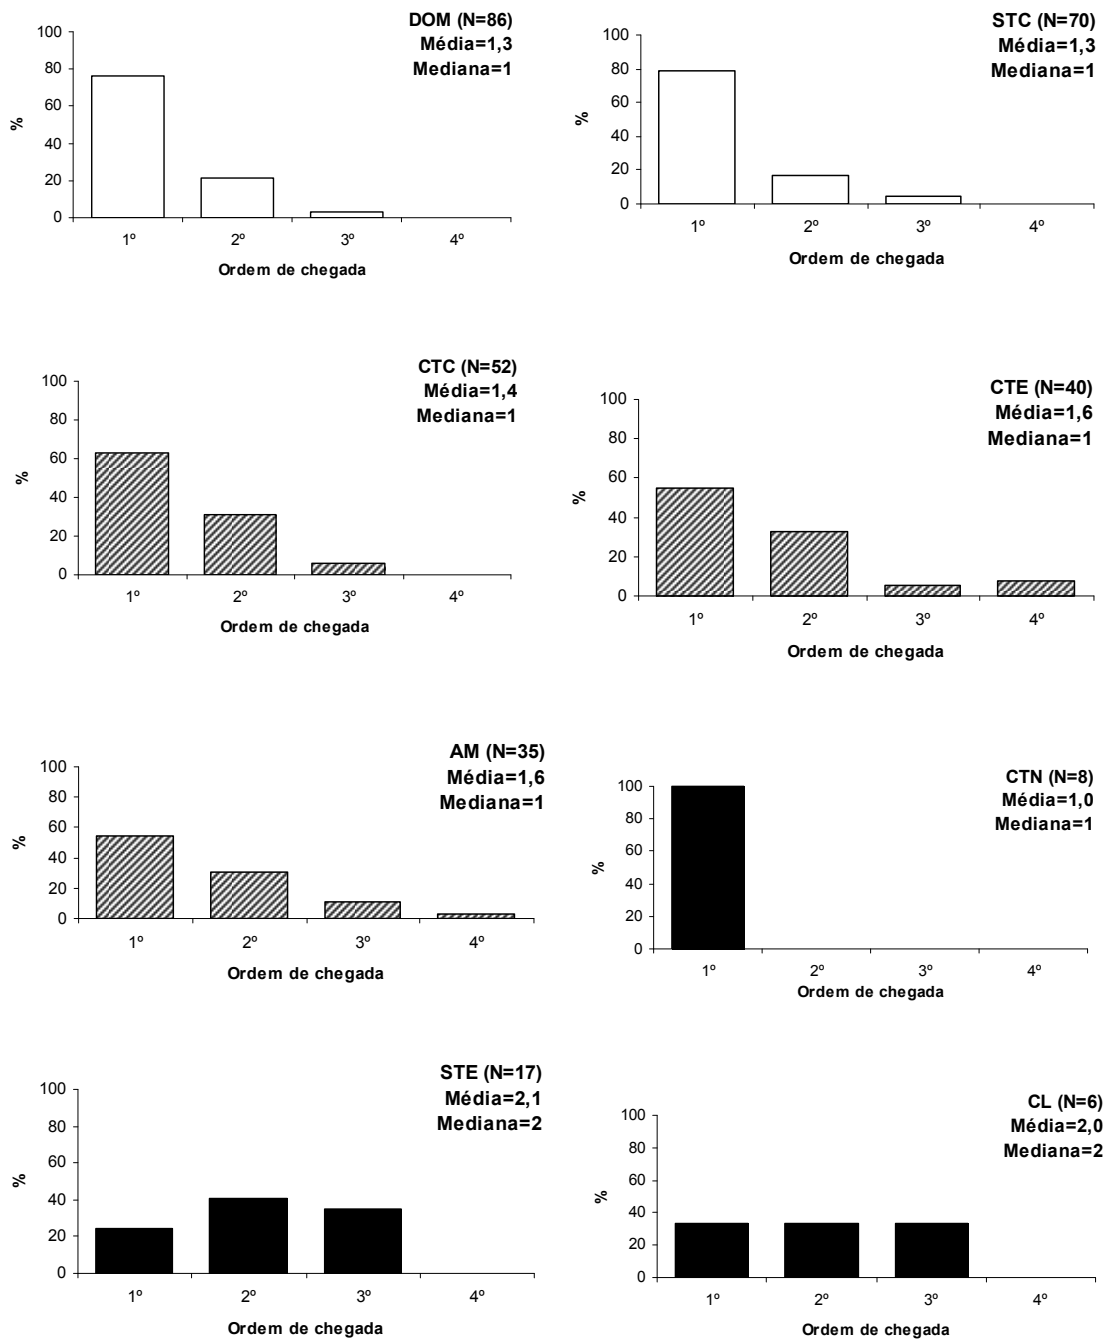 DOM (N=86)
Média=1,3
Mediana=1
100
80
60
40
20
0
%
1º 2º 3º 4º
Ordem de chegada
STC (N=70)
Média=1,3
Mediana=1
100
80
60
40
20
0
%
1º 2º 3º 4º
Ordem de chegada
CTC (N=52)
Média=1,4
Mediana=1
100
80
60
40
20
0
%
1º 2º 3º 4º
Ordem de chegada
CTE (N=40)
Média=1,6
Mediana=1
100
80
60
40
20
0
%
1º 2º 3º 4º
Ordem de chegada
AM (N=35)
Média=1,6
Mediana=1
100
80
60
40
20
0
%
1º 2º 3º 4º
Ordem de chegada
CTN (N=8)
Média=1,0
Mediana=1
100
80
60
40
20
0
%
1º 2º 3º 4º
Ordem de chegada
STE (N=17)
Média=2,1
Mediana=2
100
80
60
40
20
0
%
1º 2º 3º 4º
Ordem de chegada
CL (N=6)
Média=2,0
Mediana=2
100
80
60
40
20
0
%
1º 2º 3º 4º
Ordem de chegada